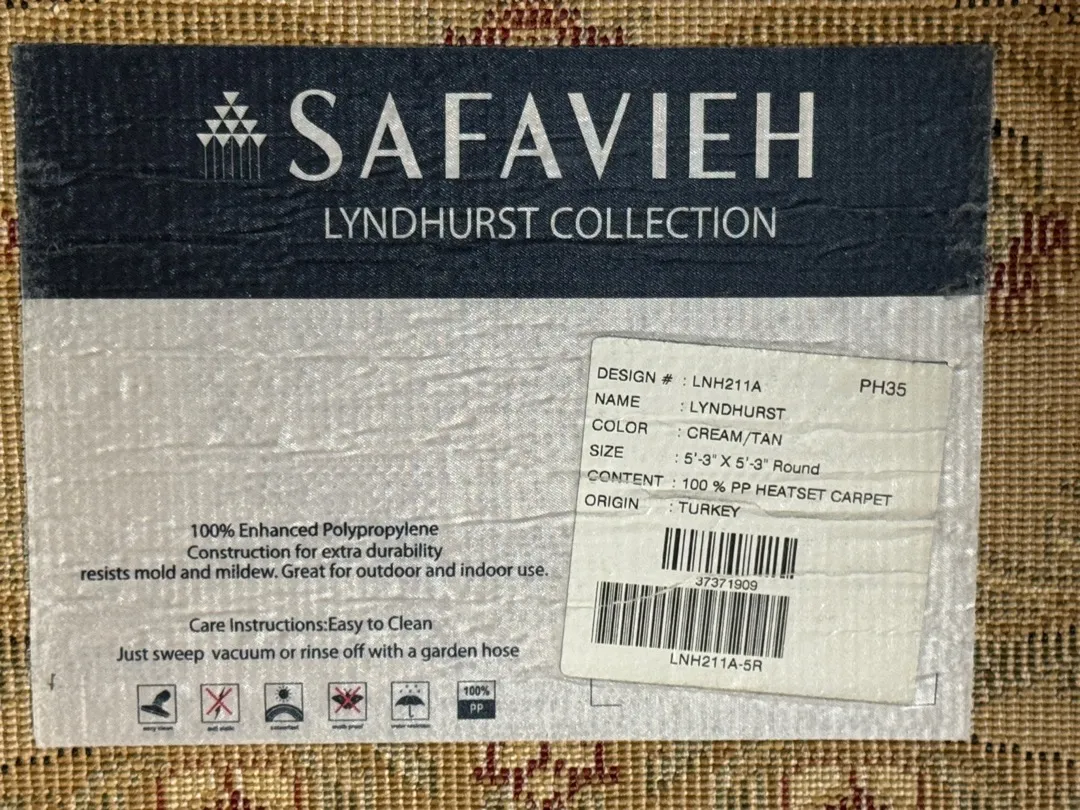 SAFAVIEH
LYNDHURST COLLECTION
DESIGN # : LNH211A PH35
NAME : LYNDHURST
COLOR : CREAM/TAN
SIZE : 5'-3" X 5'-3" Round
CONTENT : 100 % PP HEATSET CARPET
ORIGIN : TURKEY
37371909
LNH211A-5R
100% Enhanced Polypropylene
Construction for extra durability
resists mold and mildew. Great for outdoor and indoor use.
Care Instructions:Easy to Clean
Just sweep vacuum or rinse off with a garden hose
100%
PP